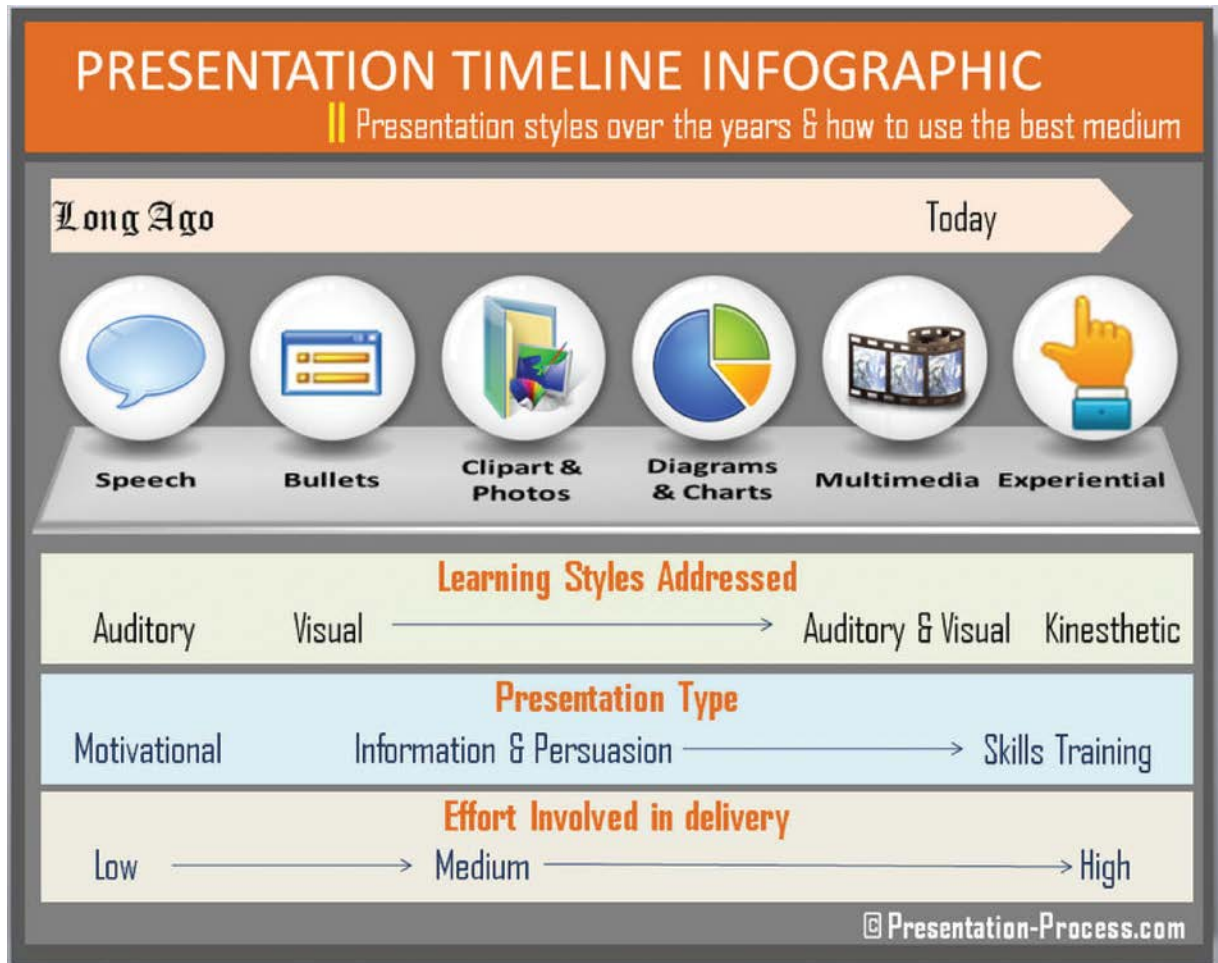 PRESENTATION TIMELINE INFOGRAPHIC
|| Presentation styles over the years & how to use the best medium
Long Ago Today
Speech Bullets Clipart & Photos Diagrams & Charts Multimedia Experiential
Learning Styles Addressed
Auditory Visual Auditory & Visual Kinesthetic
Presentation Type
Motivational Information & Persuasion Skills Training
Effort Involved in delivery
Low Medium High
© Presentation-Process.com